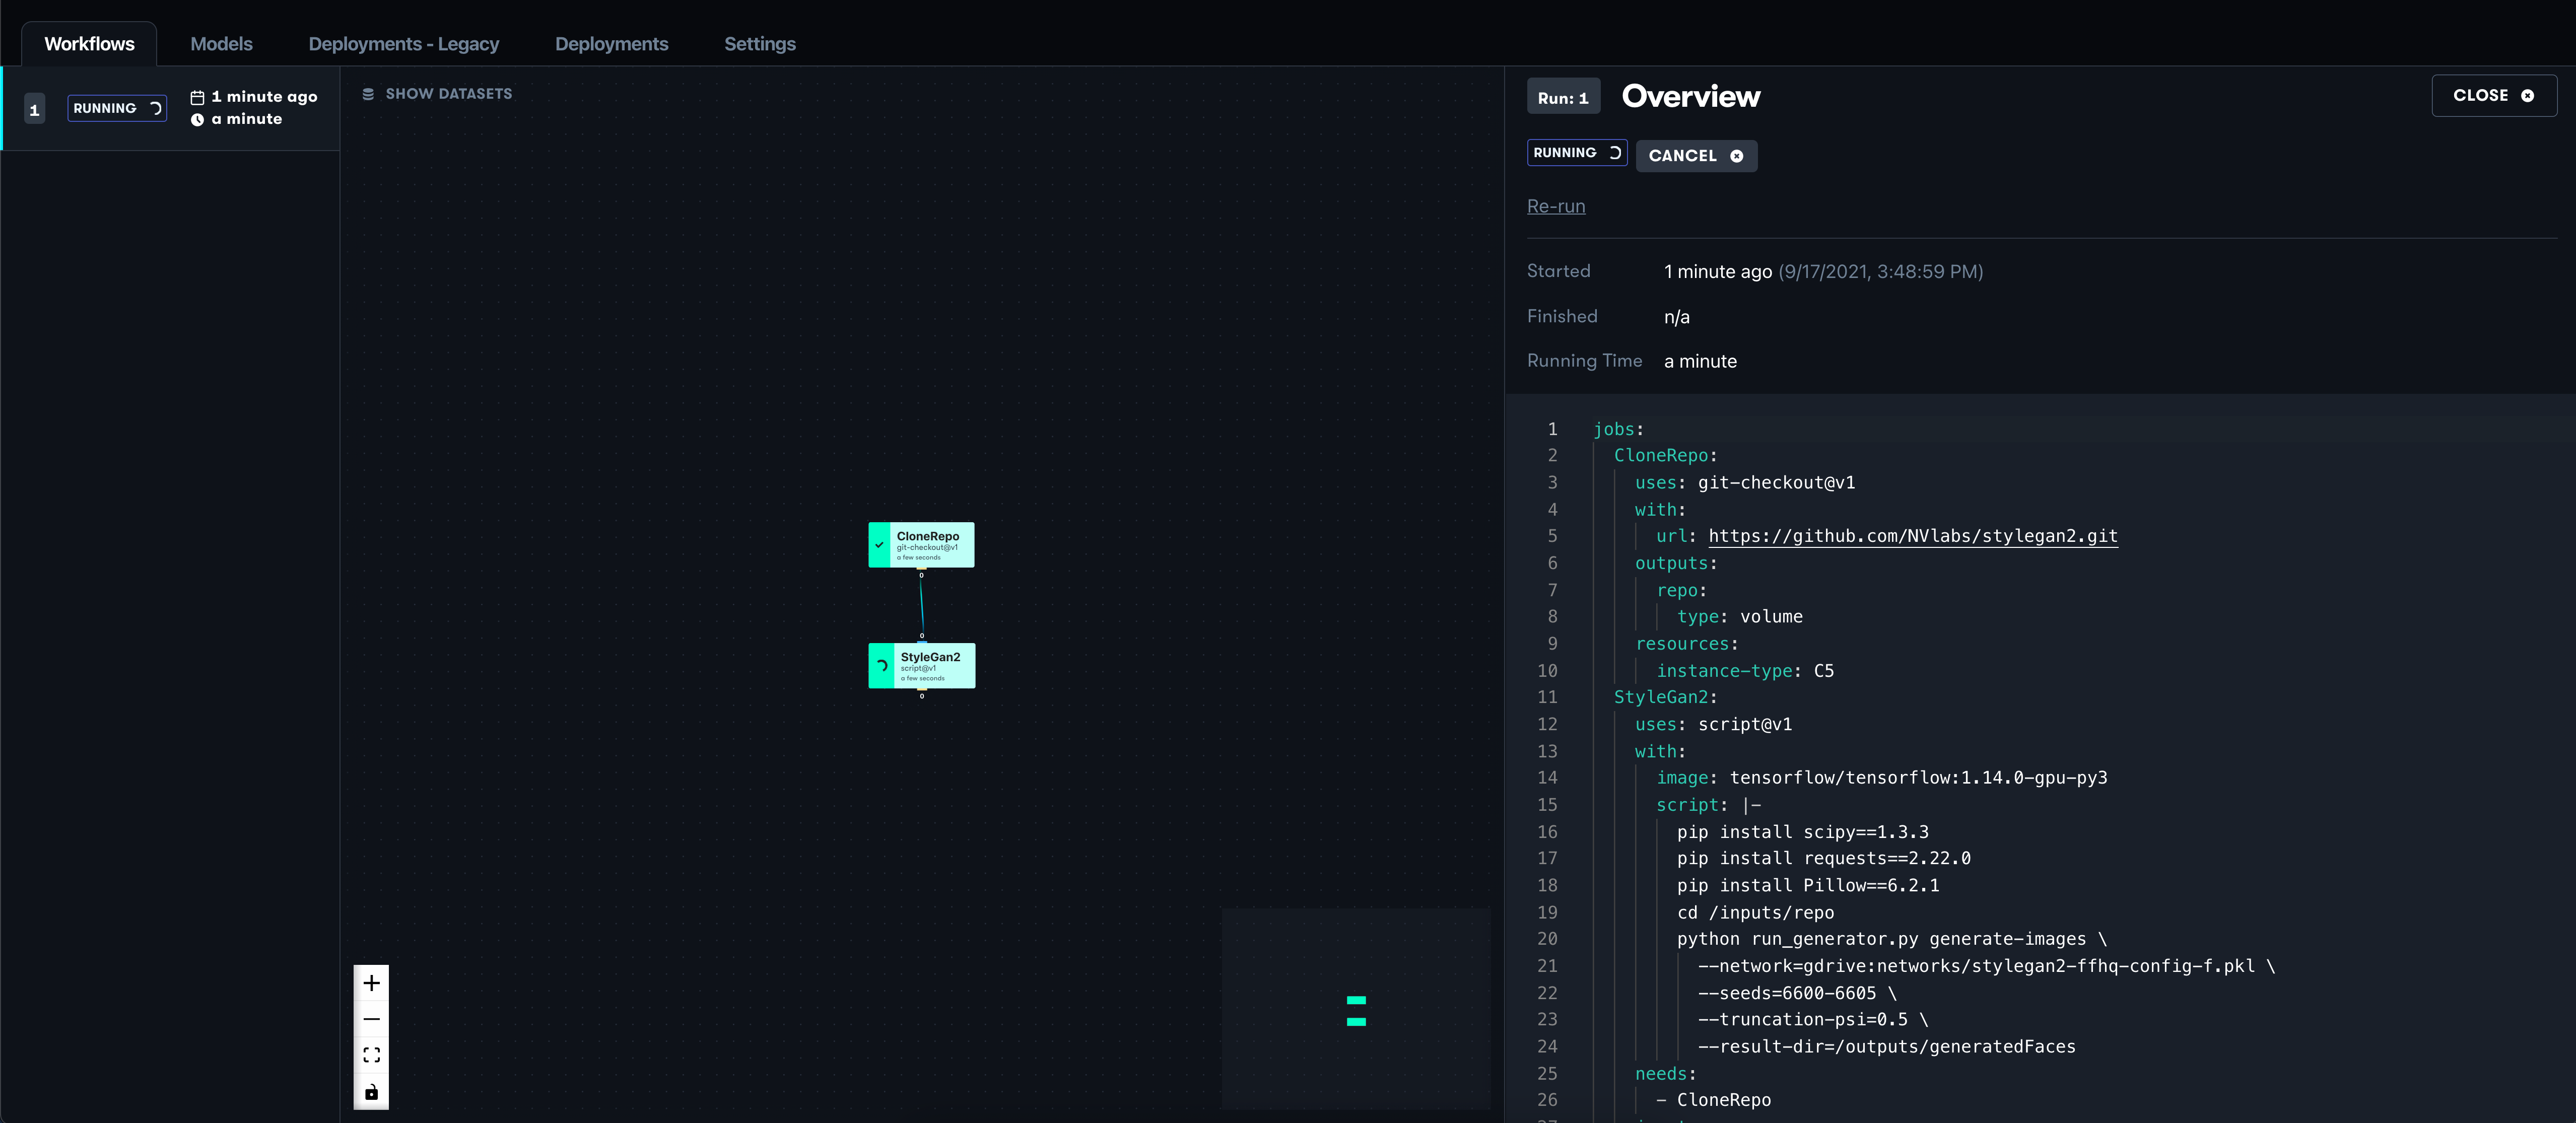 Workflows Models Deployments - Legacy Deployments Settings
1 RUNNING 1 minute ago
a minute
SHOW DATASETS
CloneRepo
git-checkout@v1
a few seconds
0
0
StyleGan2
script@v1
a few seconds
0
Run: 1 Overview CLOSE
RUNNING CANCEL
Re-run
Started 1 minute ago (9/17/2021, 3:48:59 PM)
Finished n/a
Running Time a minute
1 jobs:
2 CloneRepo:
3 uses: git-checkout@v1
4 with:
5 url: https://github.com/NVlabs/stylegan2.git
6 outputs:
7 repo:
8 type: volume
9 resources:
10 instance-type: C5
11 StyleGan2:
12 uses: script@v1
13 with:
14 image: tensorflow/tensorflow:1.14.0-gpu-py3
15 script: |-
16 pip install scipy==1.3.3
17 pip install requests==2.22.0
18 pip install Pillow==6.2.1
19 cd /inputs/repo
20 python run_generator.py generate-images \
21 --network=gdrive:networks/stylegan2-ffhq-config-f.pkl \
22 --seeds=6600-6605 \
23 --truncation-psi=0.5 \
24 --result-dir=/outputs/generatedFaces
25 needs:
26 - CloneRepo